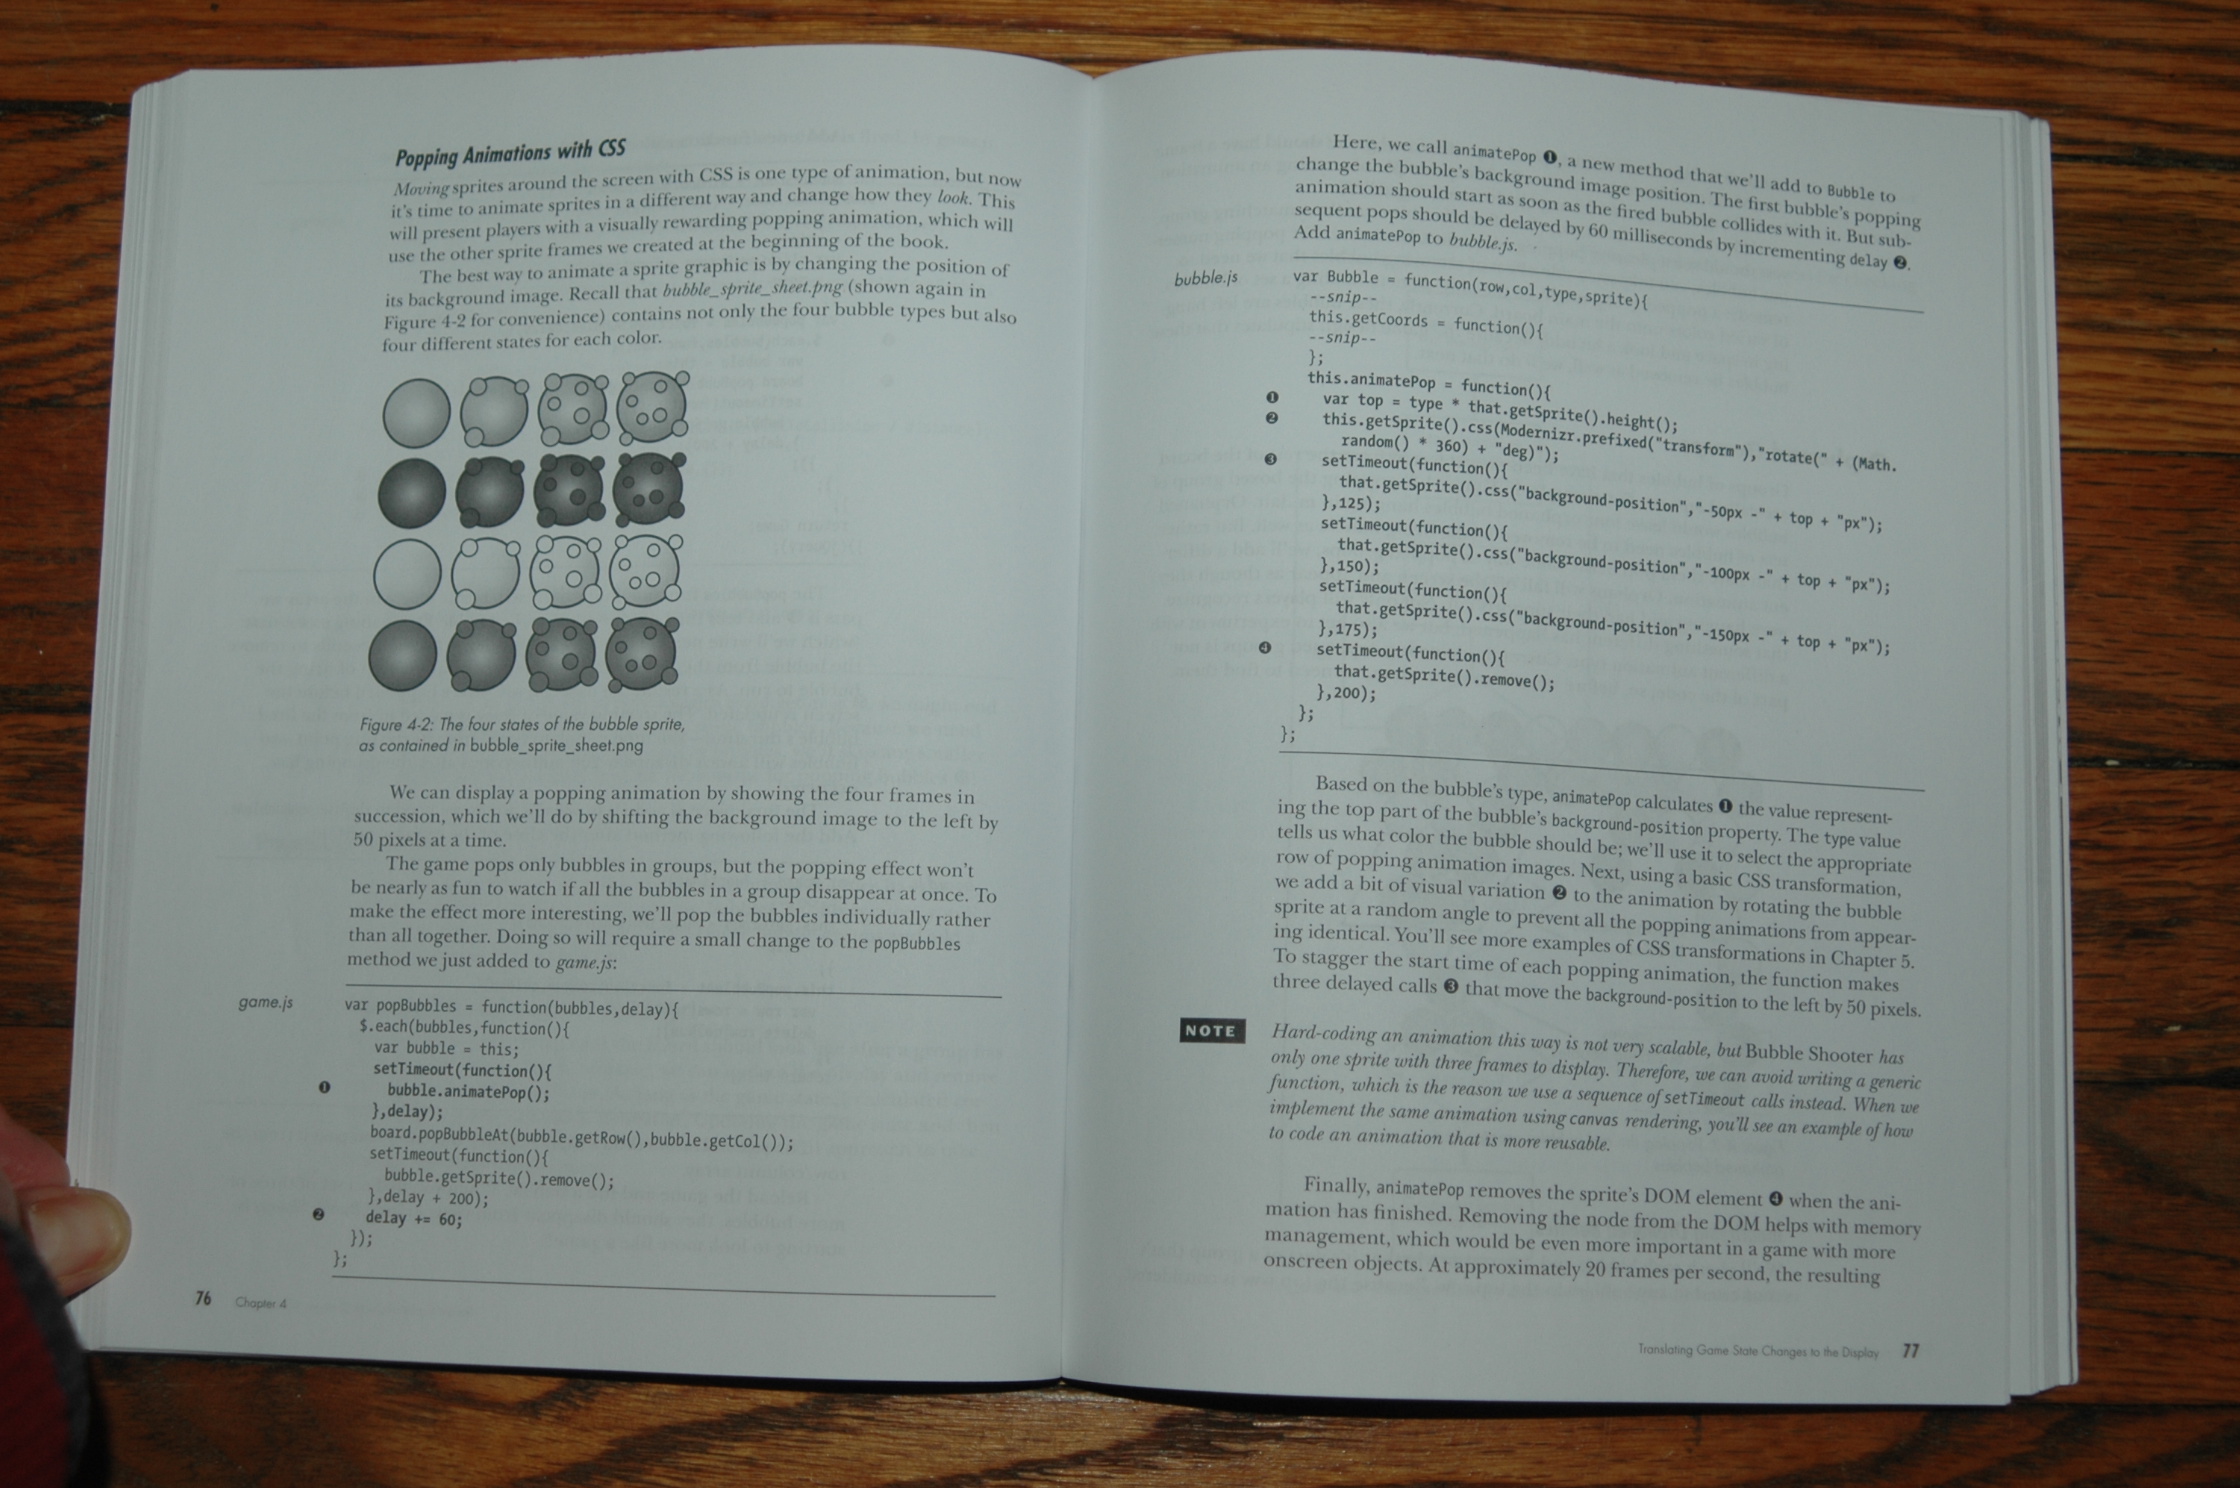 Popping Animations with CSS
Moving sprites around the screen with CSS is one type of animation, but now
it's time to animate sprites in a different way and change how they look. This
will present players with a visually rewarding popping animation, which will
use the other sprite frames we created at the beginning of the book.
The best way to animate a sprite graphic is by changing the position of
its background image. Recall that bubble_sprite_sheet.png (shown again in
Figure 4-2 for convenience) contains not only the four bubble types but also
four different states for each color.
Figure 4-2: The four states of the bubble sprite,
as contained in bubble_sprite_sheet.png
We can display a popping animation by showing the four frames in
succession, which we'll do by shifting the background image to the left by
50 pixels at a time.
The game pops only bubbles in groups, but the popping effect won't
be nearly as fun to watch if all the bubbles in a group disappear at once. To
make the effect more interesting, we'll pop the bubbles individually rather
than all together. Doing so will require a small change to the popBubbles
method we just added to game.js:
game.js var popBubbles = function(bubbles,delay){
$.each(bubbles,function(){
var bubble = this;
setTimeout(function(){
❶ bubble.animatePop();
},delay);
board.popBubbleAt(bubble.getRow(),bubble.getCol());
setTimeout(function(){
bubble.getSprite().remove();
},delay + 200);
❷ delay += 60;
});
};
76 Chapter 4
Here, we call animatePop ❶, a new method that we'll add to Bubble to
change the bubble's background image position. The first bubble's popping
animation should start as soon as the fired bubble collides with it. But sub-
sequent pops should be delayed by 60 milliseconds by incrementing delay ❷.
Add animatePop to bubble.js.
bubble.js var Bubble = function(row,col,type,sprite){
--snip--
this.getCoords = function(){
--snip--
};
this.animatePop = function(){
❶ var top = type * that.getSprite().height();
❷ this.getSprite().css(Modernizr.prefixed("transform"),"rotate(" + (Math.
random() * 360) + "deg)");
❸ setTimeout(function(){
that.getSprite().css("background-position","-50px -" + top + "px");
},125);
setTimeout(function(){
that.getSprite().css("background-position","-100px -" + top + "px");
},150);
setTimeout(function(){
that.getSprite().css("background-position","-150px -" + top + "px");
},175);
❹ setTimeout(function(){
that.getSprite().remove();
},200);
};
};
Based on the bubble's type, animatePop calculates ❶ the value represent-
ing the top part of the bubble's background-position property. The type value
tells us what color the bubble should be; we'll use it to select the appropriate
row of popping animation images. Next, using a basic CSS transformation,
we add a bit of visual variation ❷ to the animation by rotating the bubble
sprite at a random angle to prevent all the popping animations from appear-
ing identical. You'll see more examples of CSS transformations in Chapter 5.
To stagger the start time of each popping animation, the function makes
three delayed calls ❸ that move the background-position to the left by 50 pixels.
NOTE Hard-coding an animation this way is not very scalable, but Bubble Shooter has
only one sprite with three frames to display. Therefore, we can avoid writing a generic
function, which is the reason we use a sequence of setTimeout calls instead. When we
implement the same animation using canvas rendering, you'll see an example of how
to code an animation that is more reusable.
Finally, animatePop removes the sprite's DOM element ❹ when the ani-
mation has finished. Removing the node from the DOM helps with memory
management, which would be even more important in a game with more
onscreen objects. At approximately 20 frames per second, the resulting
Translating Game State Changes to the Display 77